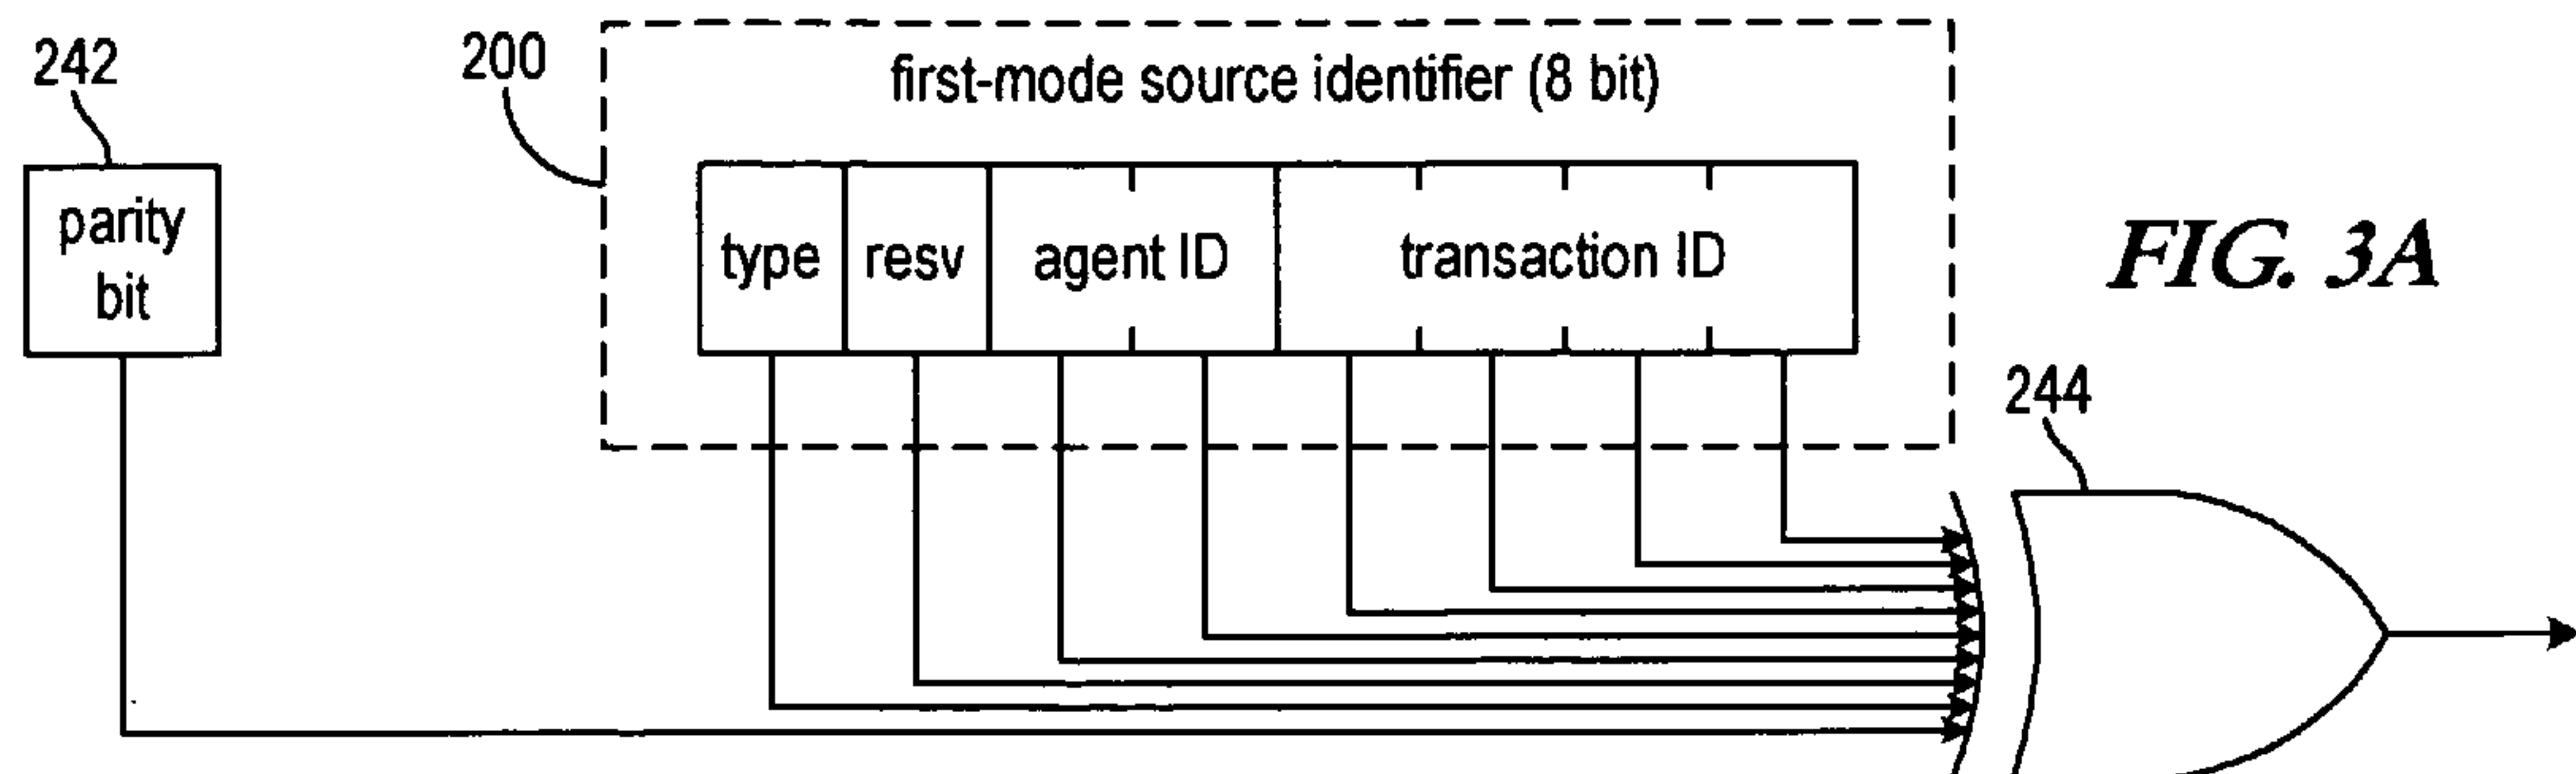 242
200
first-mode source identifier (8 bit)
parity
bit
type resv agent ID transaction ID
FIG. 3A
244